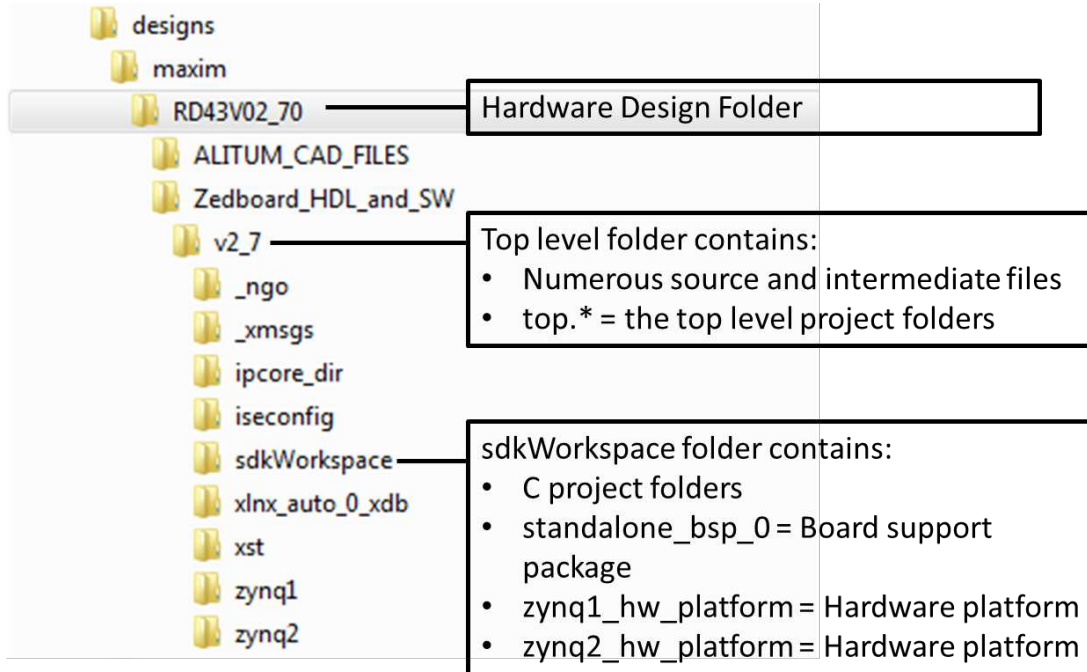 designs
maxim
RD43V02_70
Hardware Design Folder
ALITUM_CAD_FILES
Zedboard_HDL_and_SW
v2_7
Top level folder contains:
• Numerous source and intermediate files
• top.* = the top level project folders
_ngo
_xmsgs
ipcore_dir
iseconfig
sdkWorkspace
sdkWorkspace folder contains:
• C project folders
• standalone_bsp_0 = Board support
package
• zynq1_hw_platform = Hardware platform
• zynq2_hw_platform = Hardware platform
xlnx_auto_0_xdb
xst
zynq1
zynq2